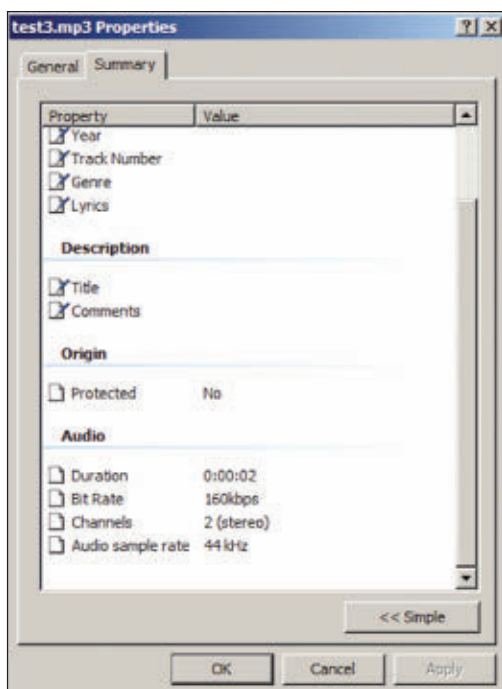 test3.mp3 Properties
General Summary
Property Value
Year
Track Number
Genre
Lyrics
Description
Title
Comments
Origin
Protected No
Audio
Duration 0:00:02
Bit Rate 160kbps
Channels 2 (stereo)
Audio sample rate 44 kHz
<< Simple
OK Cancel Apply